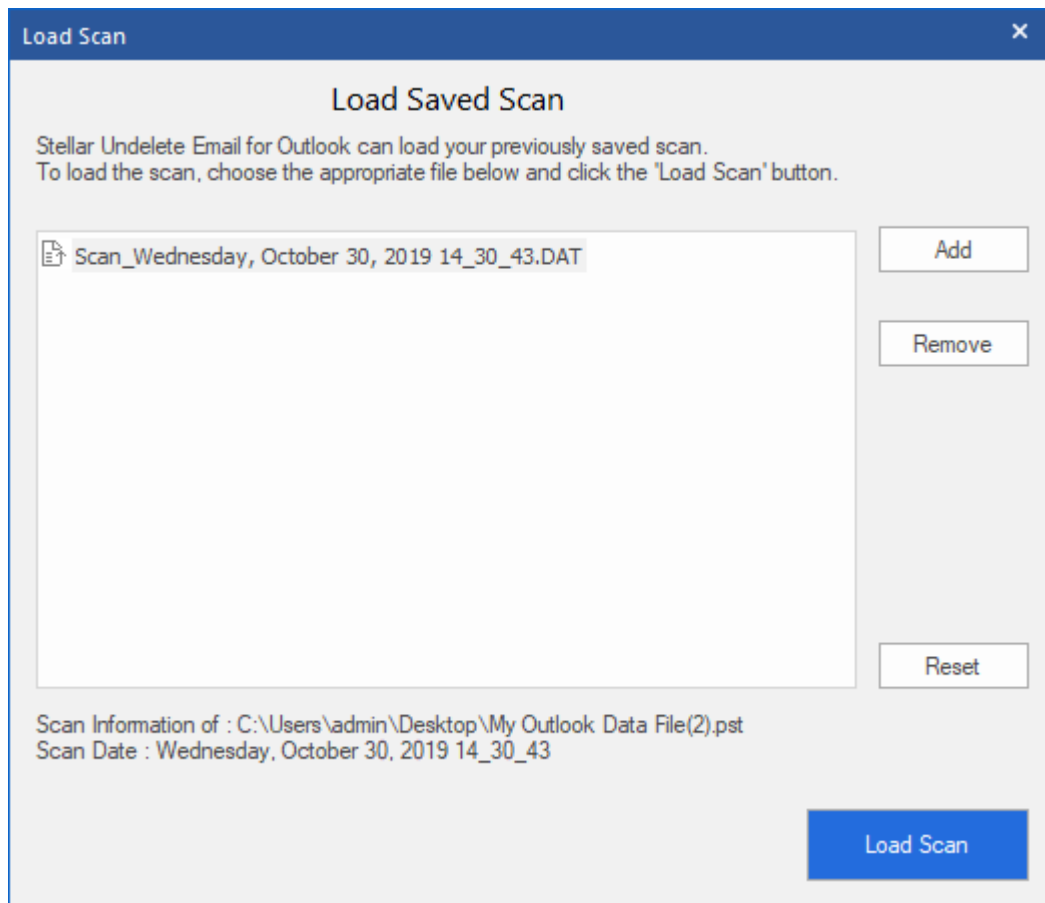 Load Scan
Load Saved Scan
Stellar Undelete Email for Outlook can load your previously saved scan.
To load the scan, choose the appropriate file below and click the 'Load Scan' button.
Scan_Wednesday, October 30, 2019 14_30_43.DAT
Add
Remove
Reset
Scan Information of : C:\Users\admin\Desktop\My Outlook Data File(2).pst
Scan Date : Wednesday, October 30, 2019 14_30_43
Load Scan